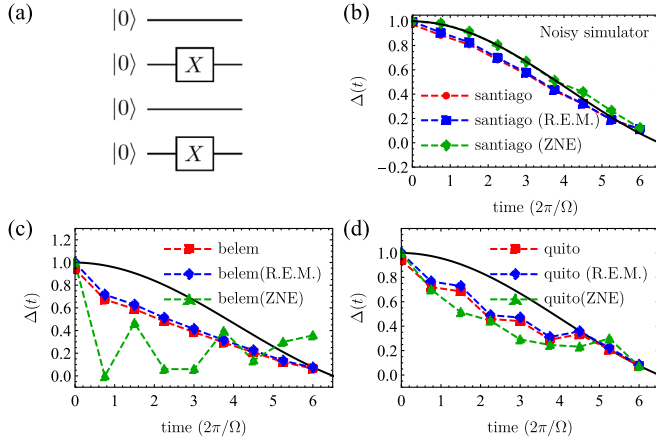 (a)
|0⟩
|0⟩ X
|0⟩
|0⟩ X
(b)
Noisy simulator
santiago
santiago (R.E.M.)
santiago (ZNE)
Δ(t)
1.0
0.8
0.6
0.4
0.2
0.0
−0.2
0 1 2 3 4 5 6
time (2π/Ω)
(c)
belem
belem(R.E.M.)
belem(ZNE)
Δ(t)
1.2
1.0
0.8
0.6
0.4
0.2
0.0
0 1 2 3 4 5 6
time (2π/Ω)
(d)
quito
quito (R.E.M.)
quito(ZNE)
Δ(t)
1.0
0.8
0.6
0.4
0.2
0.0
0 1 2 3 4 5 6
time (2π/Ω)